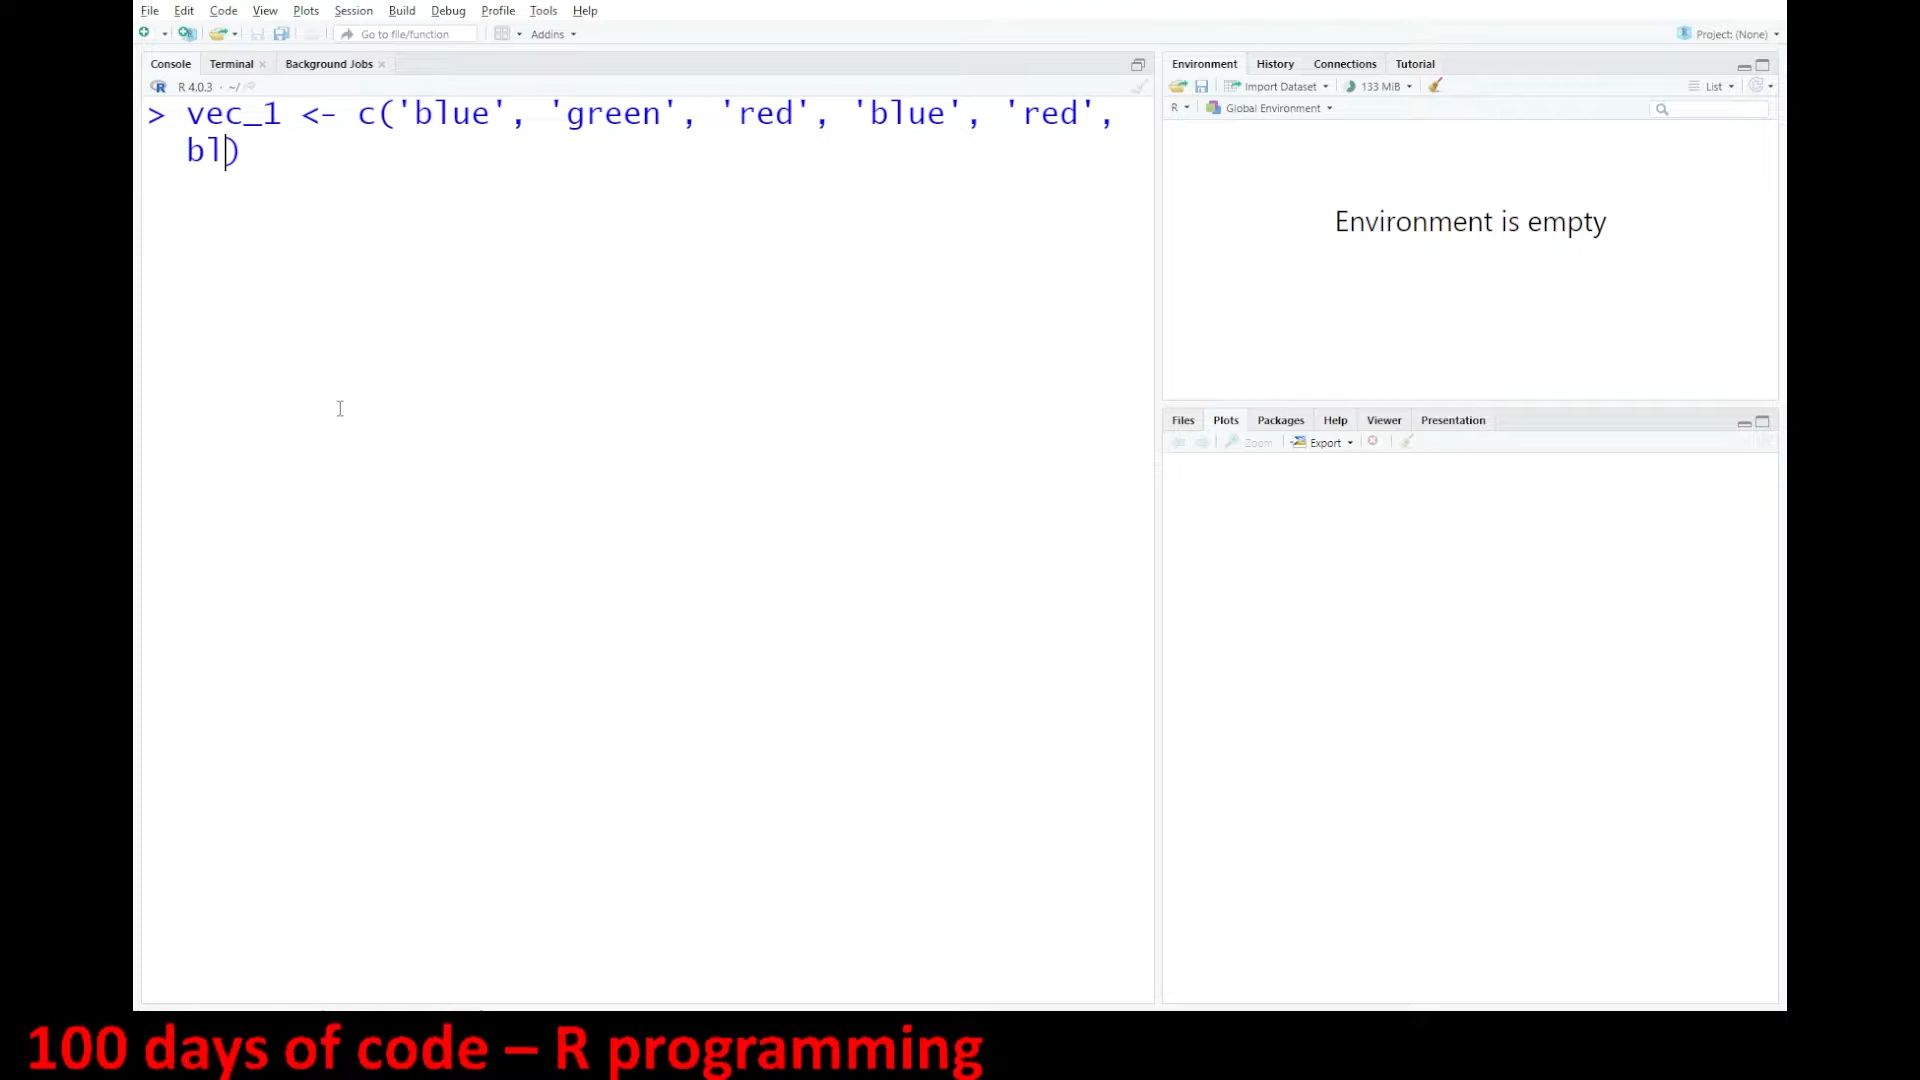 File Edit Code View Plots Session Build Debug Profile Tools Help
Go to file/function Addins Project: (None)
Console Terminal Background Jobs
R 4.0.3 · ~/
> vec_1 <- c('blue', 'green', 'red', 'blue', 'red',
bl)
Environment History Connections Tutorial
Import Dataset 133 MiB List
R Global Environment
Environment is empty
Files Plots Packages Help Viewer Presentation
Zoom Export
100 days of code – R programming